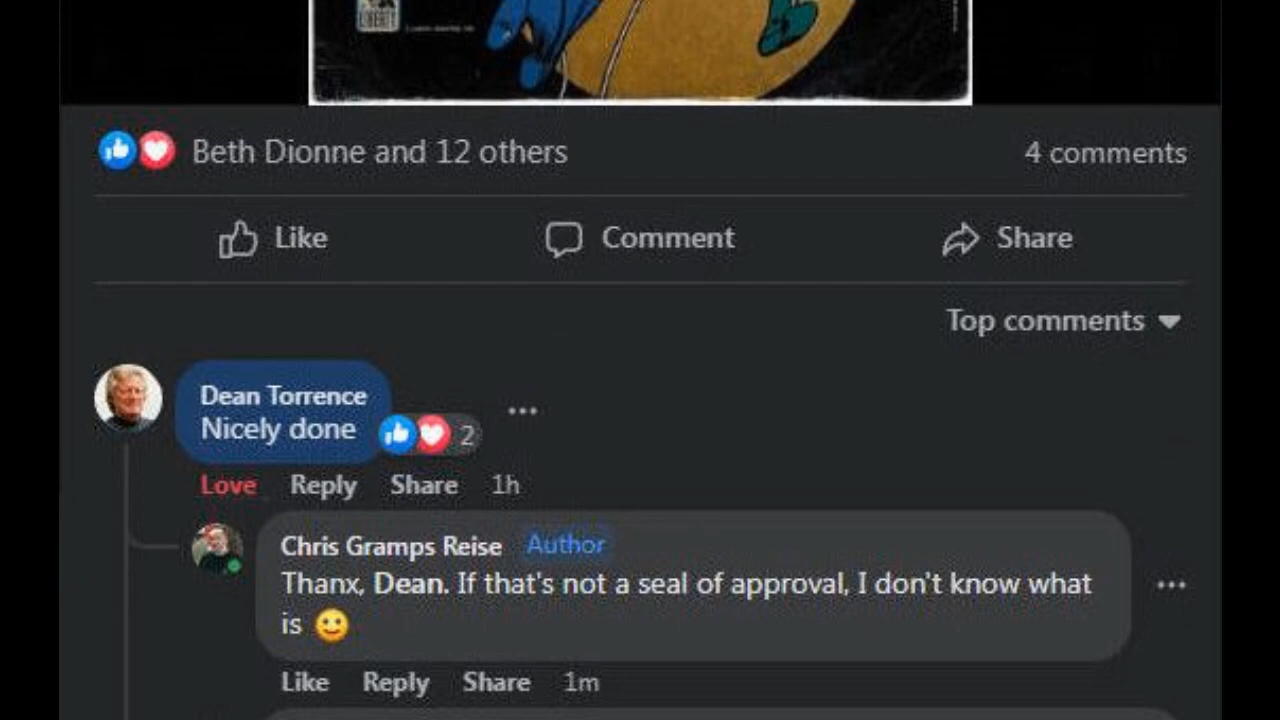 LIBERTY
Beth Dionne and 12 others
4 comments
Like
Comment
Share
Top comments
Dean Torrence
Nicely done
2
Love Reply Share 1h
Chris Gramps Reise Author
Thanx, Dean. If that's not a seal of approval, I don't know what
is 🙂
Like Reply Share 1m